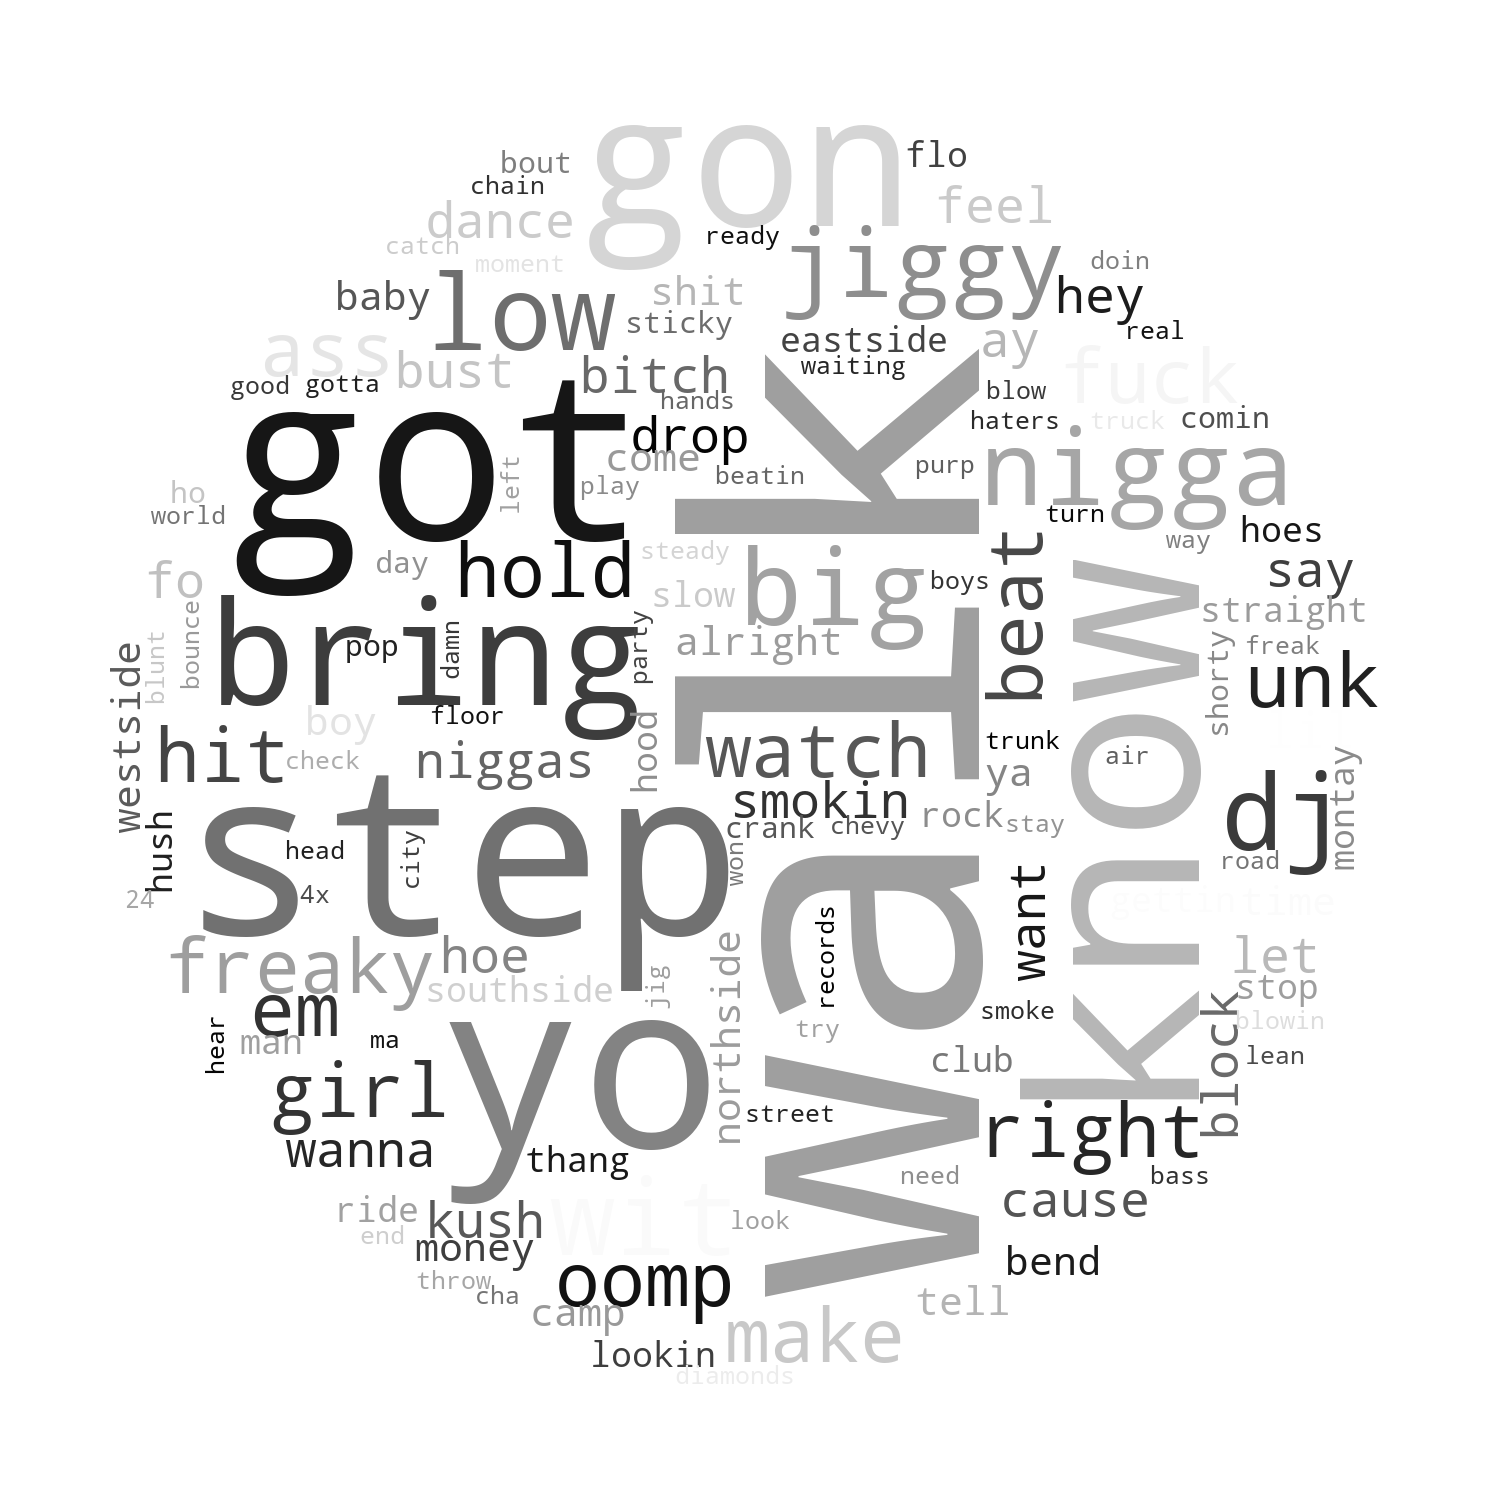 gon
flo
bout
chain
dance
feel
ready
jiggy
catch
moment
doin
baby
low
shit
hey
sticky
eastside
ay
real
ass
bust
bitch
waiting
fuck
good
gotta
hands
blow
got
drop
haters
truck
comin
come
nigga
left
play
beatin
purp
ho
world
turn
hoes
way
day
hold
steady
big
boys
beat
say
fo
slow
know
straight
bounce
bring
pop
damn
party
alright
freak
blunt
westside
shorty
unk
boy
floor
hood
walk
hit
check
niggas
watch
trunk
air
ya
dj
montay
step
smokin
crank
chevy
rock
stay
hush
head
city
won
road
24
4x
want
gettin
time
freaky
hoe
northside
records
let
southside
jig
stop
em
yo
smoke
block
blowin
man
hear
ma
try
club
lean
girl
street
right
wanna
thang
need
bass
ride
kush
wit
look
cause
end
money
bend
throw
cha
oomp
camp
tell
make
lookin
diamonds